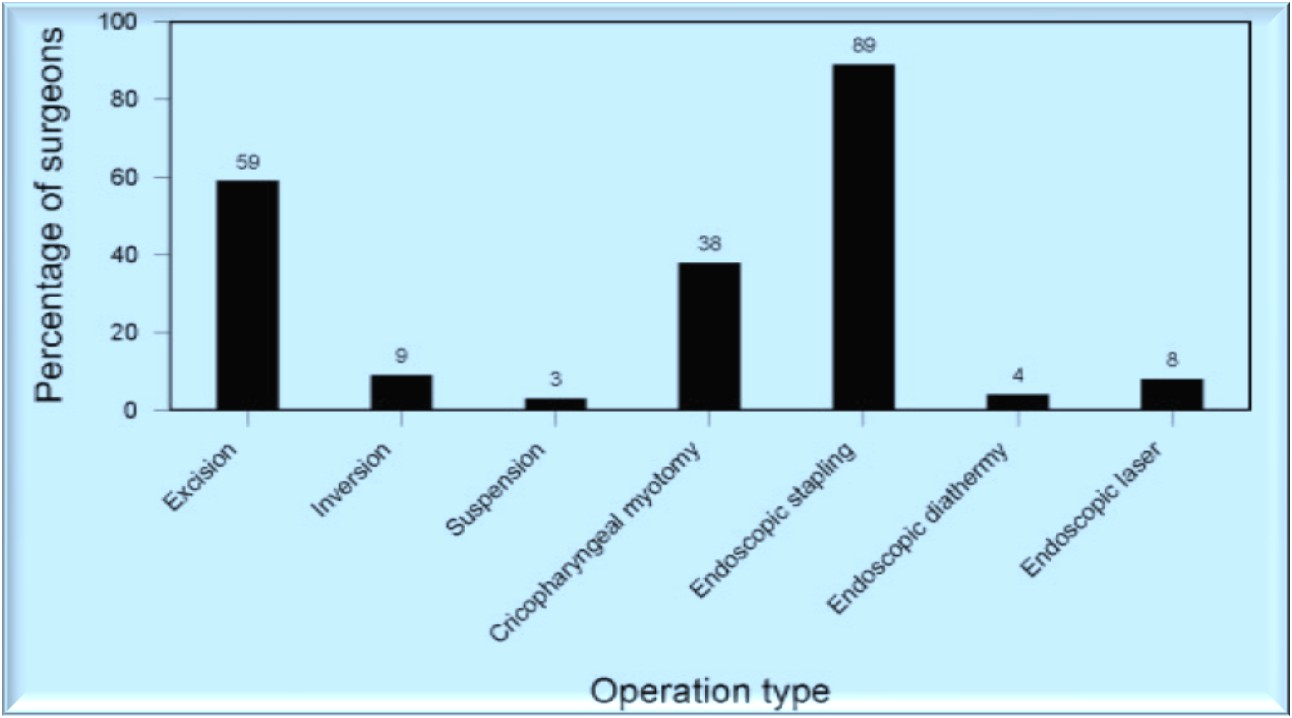 Percentage of surgeons
100
80
60
40
20
0
59
9
3
38
89
4
8
Excision
Inversion
Suspension
Cricopharyngeal myotomy
Endoscopic stapling
Endoscopic diathermy
Endoscopic laser
Operation type